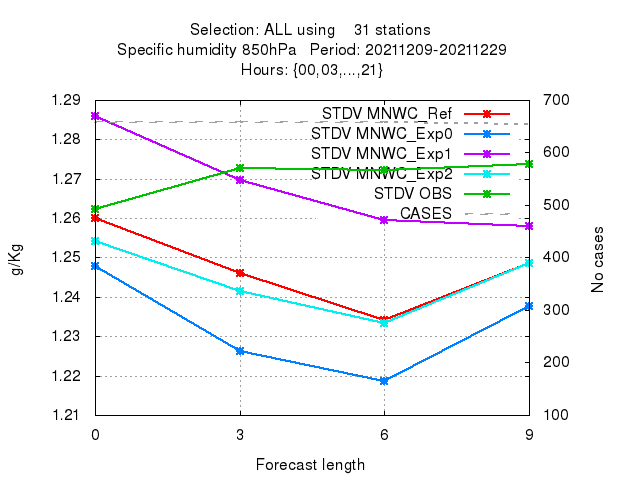 Selection: ALL using    31 stations
Specific humidity 850hPa   Period: 20211209-20211229
Hours: {00,03,...,21}
1.29
1.28
1.27
1.26
1.25
1.24
1.23
1.22
1.21
g/Kg
STDV MNWC_Ref
STDV MNWC_Exp0
STDV MNWC_Exp1
STDV MNWC_Exp2
STDV OBS
CASES
700
600
500
400
300
200
100
No cases
0 3 6 9
Forecast length